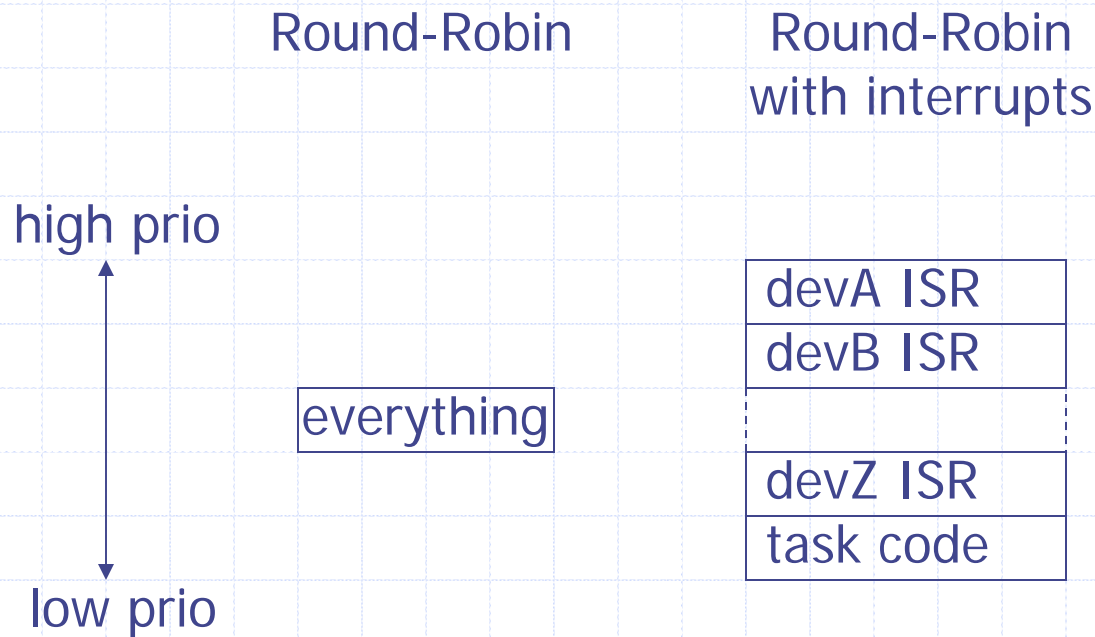 Round-Robin
Round-Robin
with interrupts
high prio
devA ISR
devB ISR
everything
devZ ISR
task code
low prio